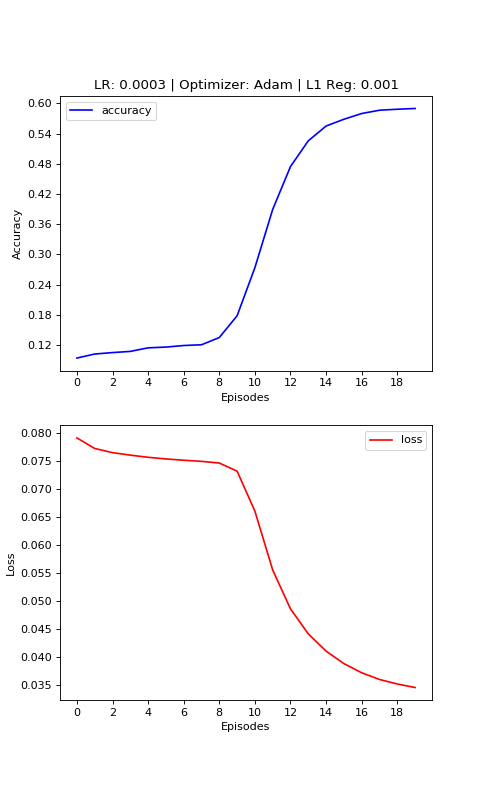 LR: 0.0003 | Optimizer: Adam | L1 Reg: 0.001
accuracy
0.60
0.54
0.48
0.42
0.36
0.30
0.24
0.18
0.12
Accuracy
0 2 4 6 8 10 12 14 16 18
Episodes
loss
0.080
0.075
0.070
0.065
0.060
0.055
0.050
0.045
0.040
0.035
Loss
0 2 4 6 8 10 12 14 16 18
Episodes